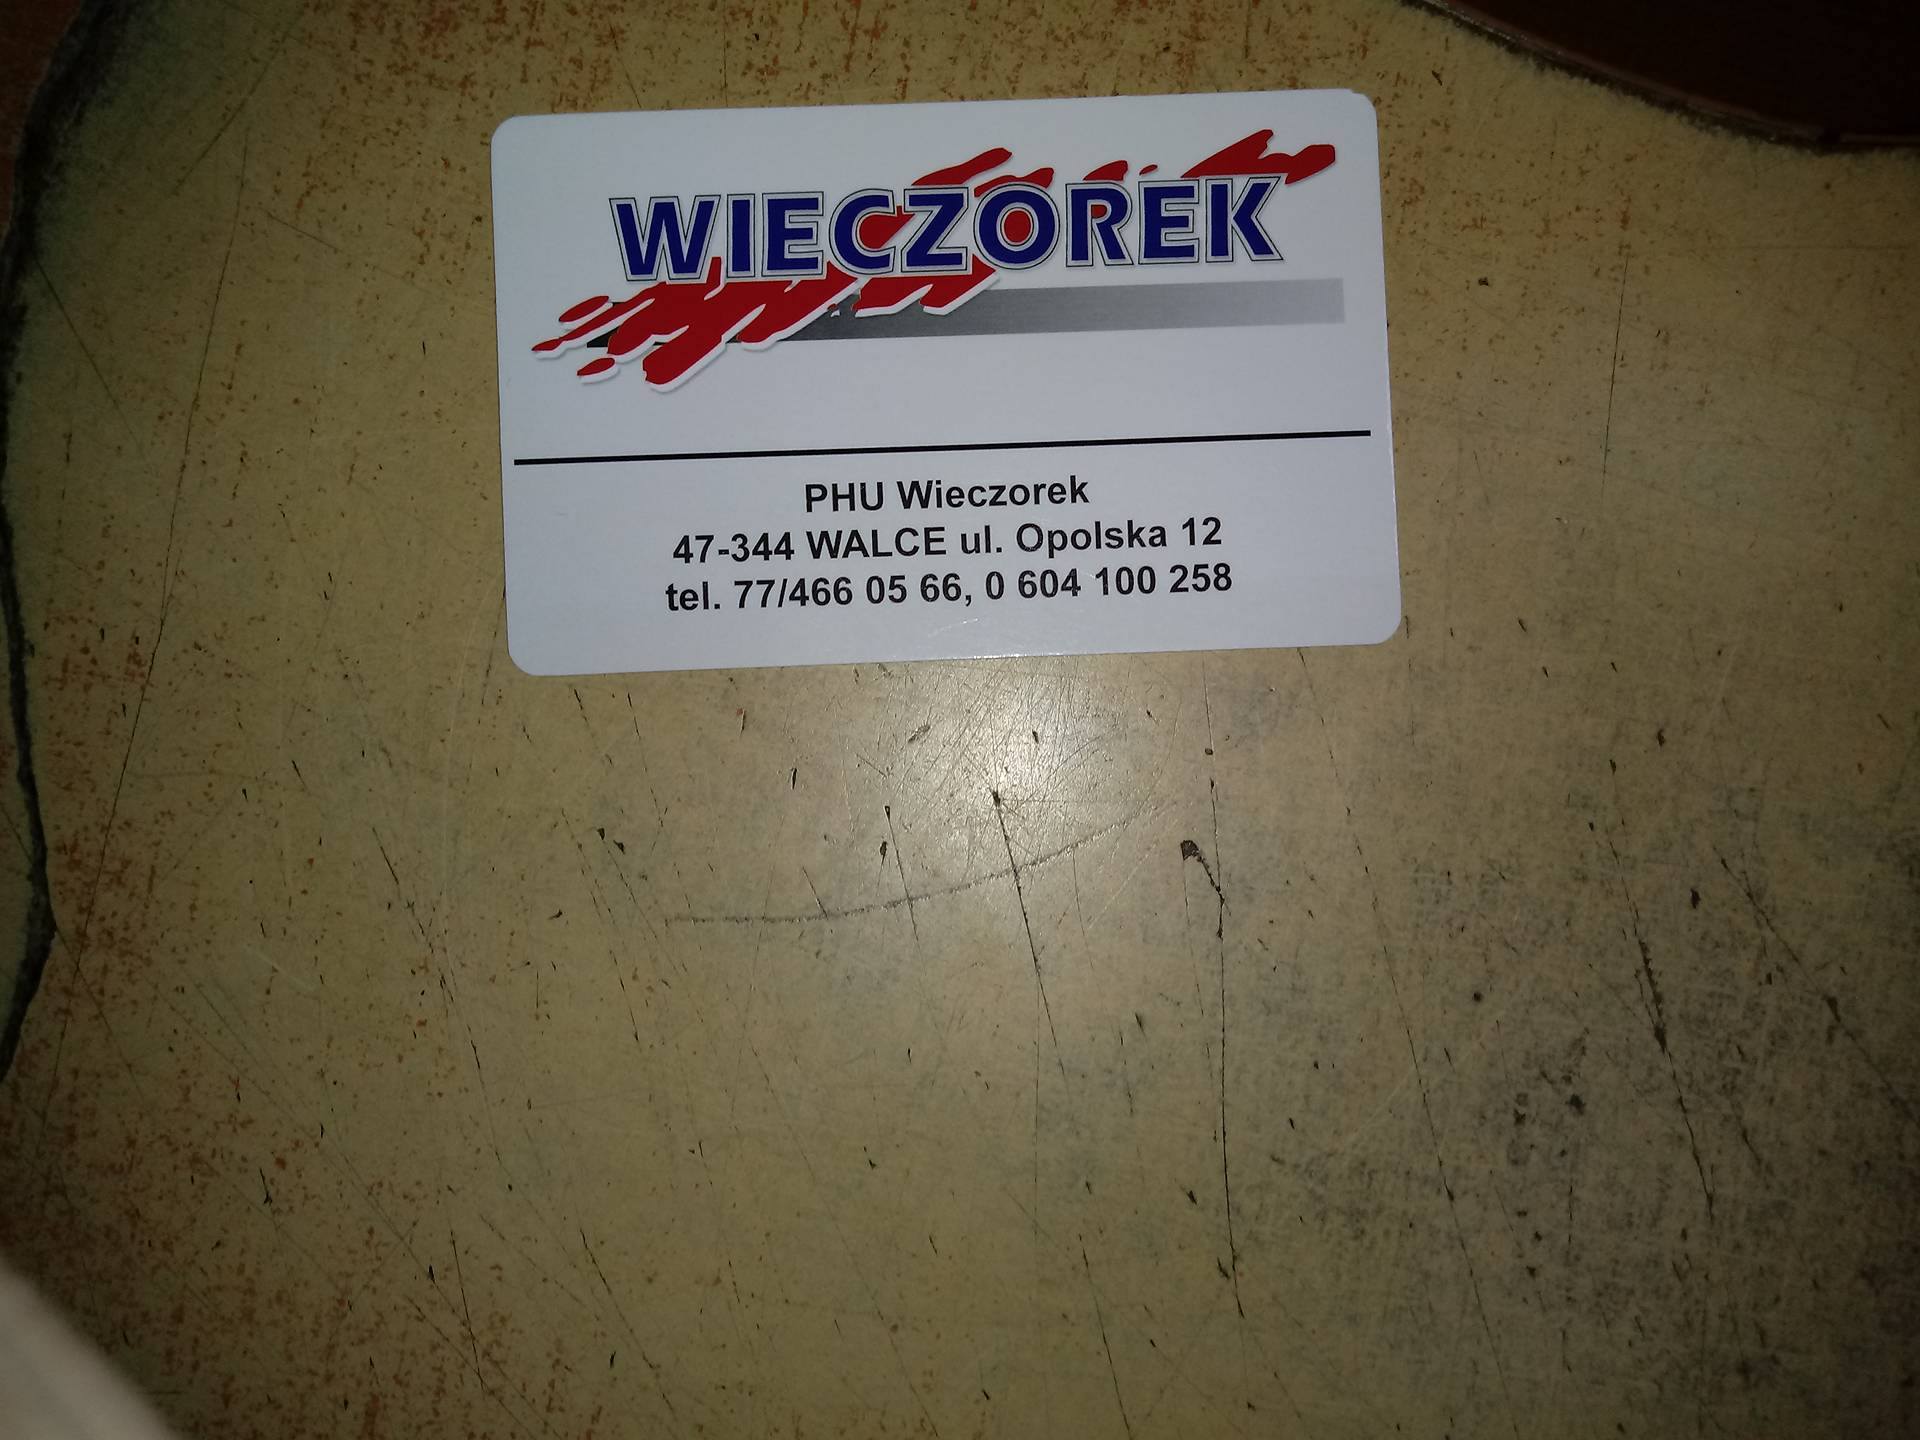 WIECZOREK
PHU Wieczorek
47-344 WALCE ul. Opolska 12
tel. 77/466 05 66, 0 604 100 258